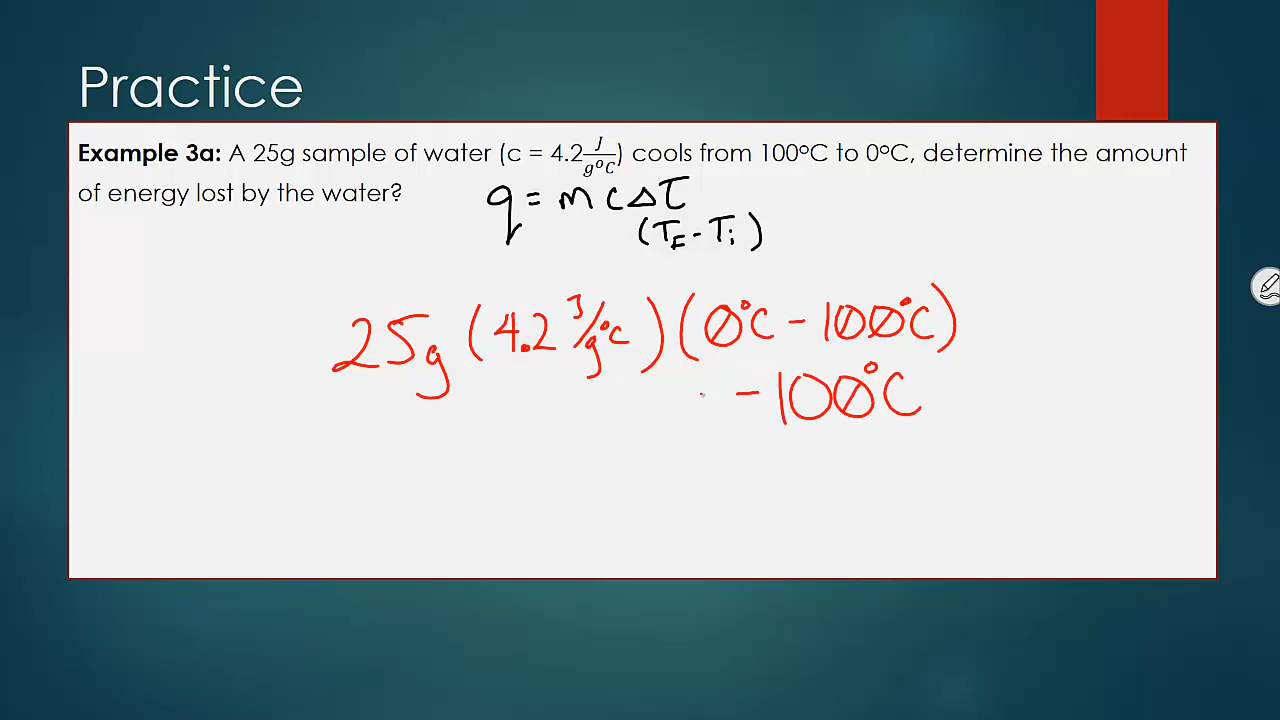 Practice
Example 3a: A 25g sample of water (c = 4.2 J/g°C) cools from 100°C to 0°C, determine the amount
of energy lost by the water?
q = mcΔT
(TF - Ti)
25g (4.2 J/g°C) (0°C - 100°C)
-100°C